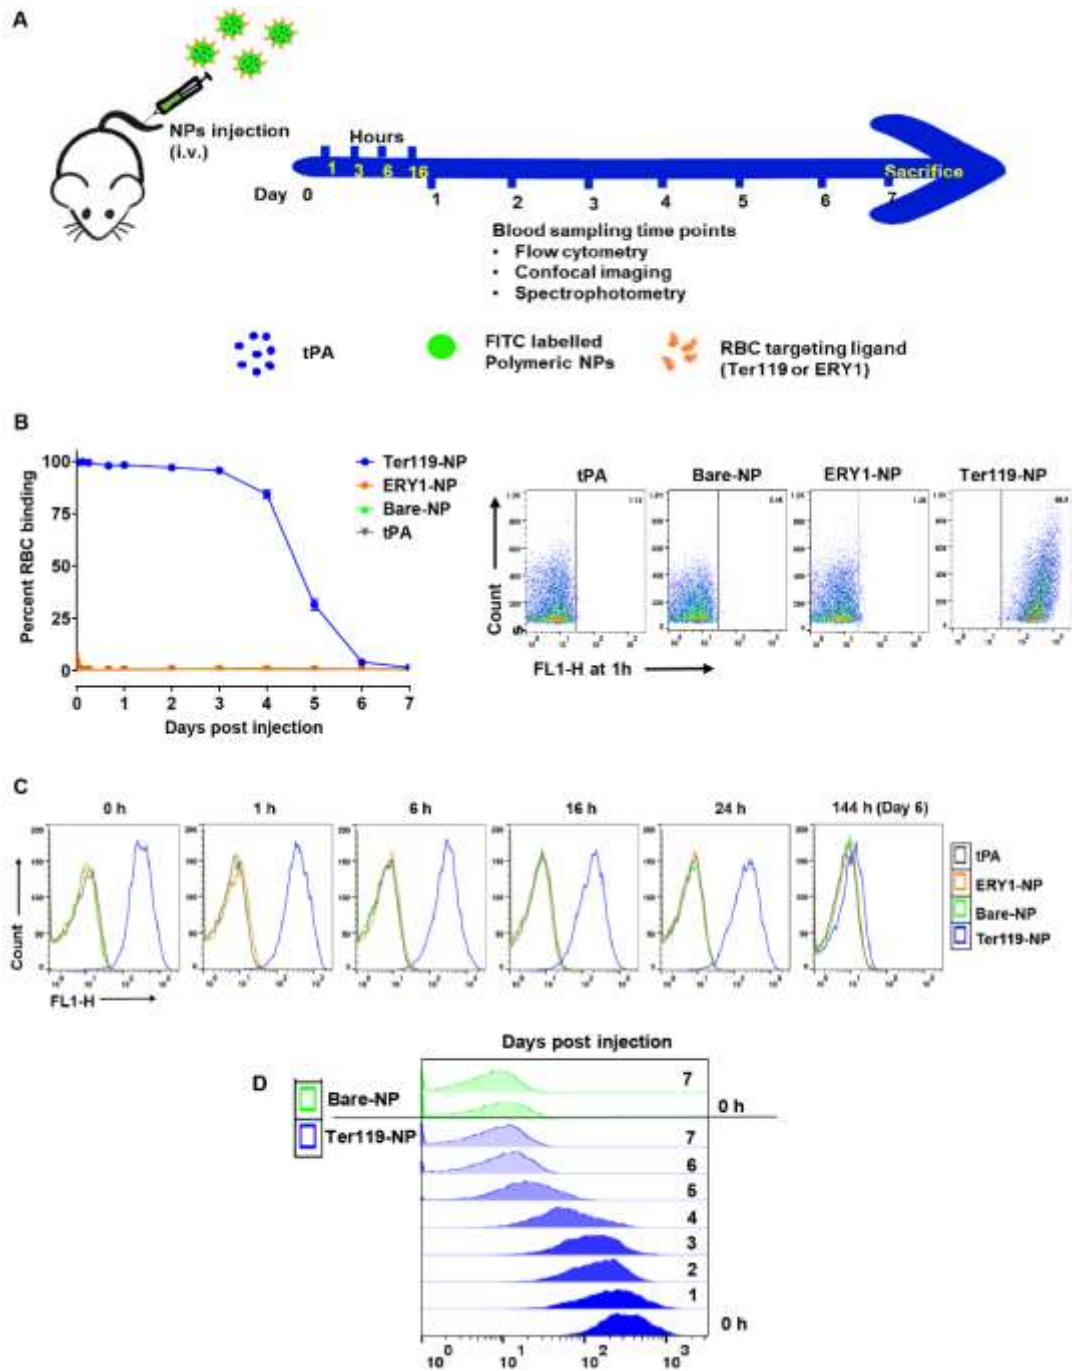 A
NPs injection
(i.v.)
Hours
1 3 6 16
Sacrifice
Day 0 1 2 3 4 5 6 7
Blood sampling time points
• Flow cytometry
• Confocal imaging
• Spectrophotometry
tPA
FITC labelled
Polymeric NPs
RBC targeting ligand
(Ter119 or ERY1)
B
Percent RBC binding
100
75
50
25
0
0 1 2 3 4 5 6 7
Days post injection
Ter119-NP
ERY1-NP
Bare-NP
tPA
tPA Bare-NP ERY1-NP Ter119-NP
Count
FL1-H at 1h
C
0 h 1 h 6 h 16 h 24 h 144 h (Day 6)
Count
FL1-H
tPA
ERY1-NP
Bare-NP
Ter119-NP
Days post injection
D
Bare-NP
Ter119-NP
7
0 h
7
6
5
4
3
2
1
0 h
10⁰ 10¹ 10² 10³